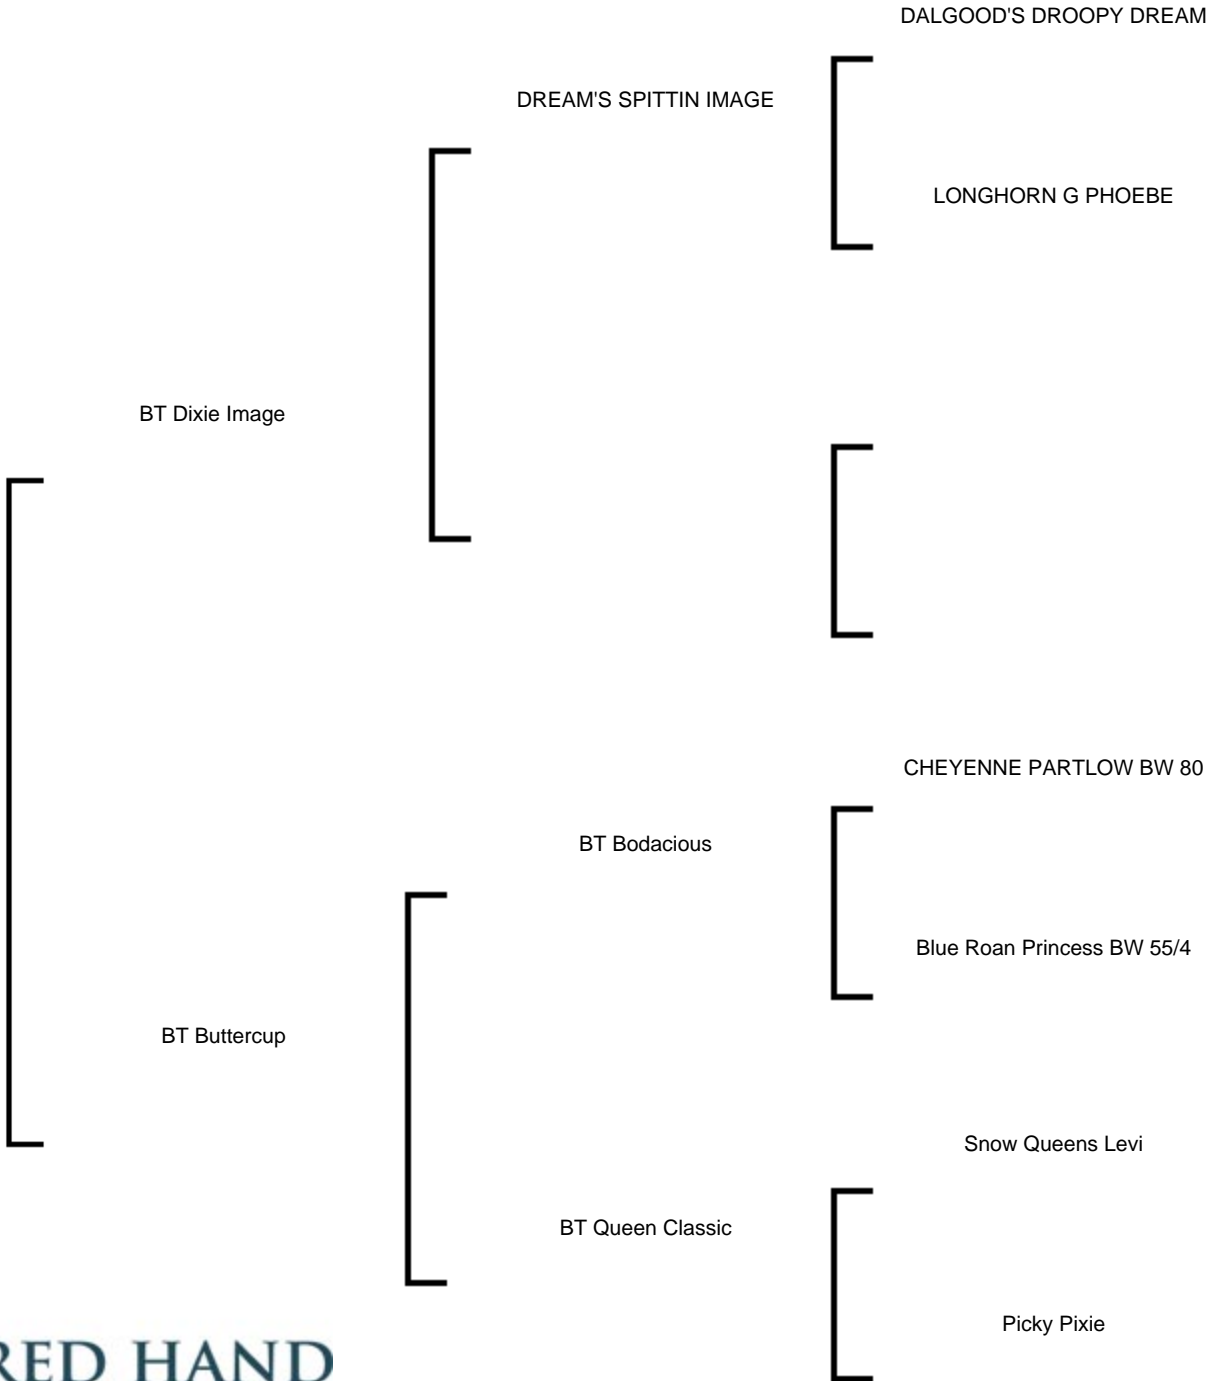 DALGOOD'S DROOPY DREAM
DREAM'S SPITTIN IMAGE
LONGHORN G PHOEBE
BT Dixie Image
CHEYENNE PARTLOW BW 80
BT Bodacious
Blue Roan Princess BW 55/4
BT Buttercup
Snow Queens Levi
BT Queen Classic
Picky Pixie
RED HAND